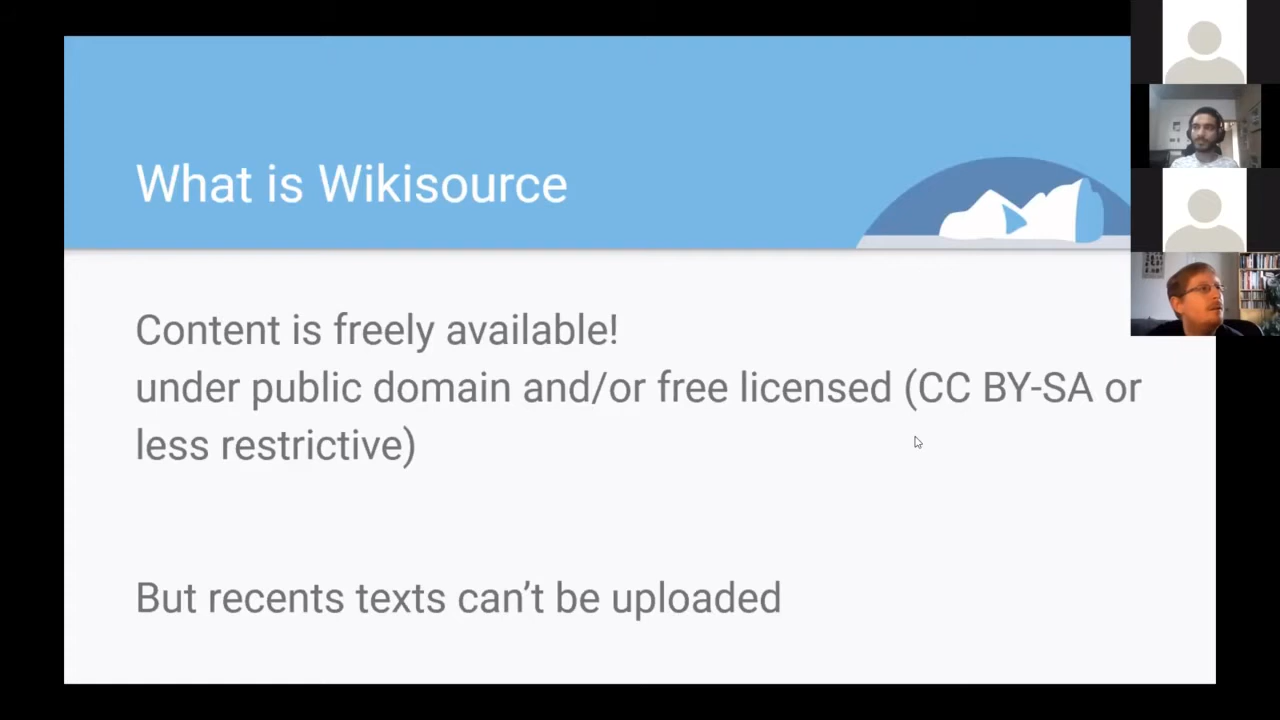 What is Wikisource
Content is freely available!
under public domain and/or free licensed (CC BY-SA or
less restrictive)
But recents texts can’t be uploaded